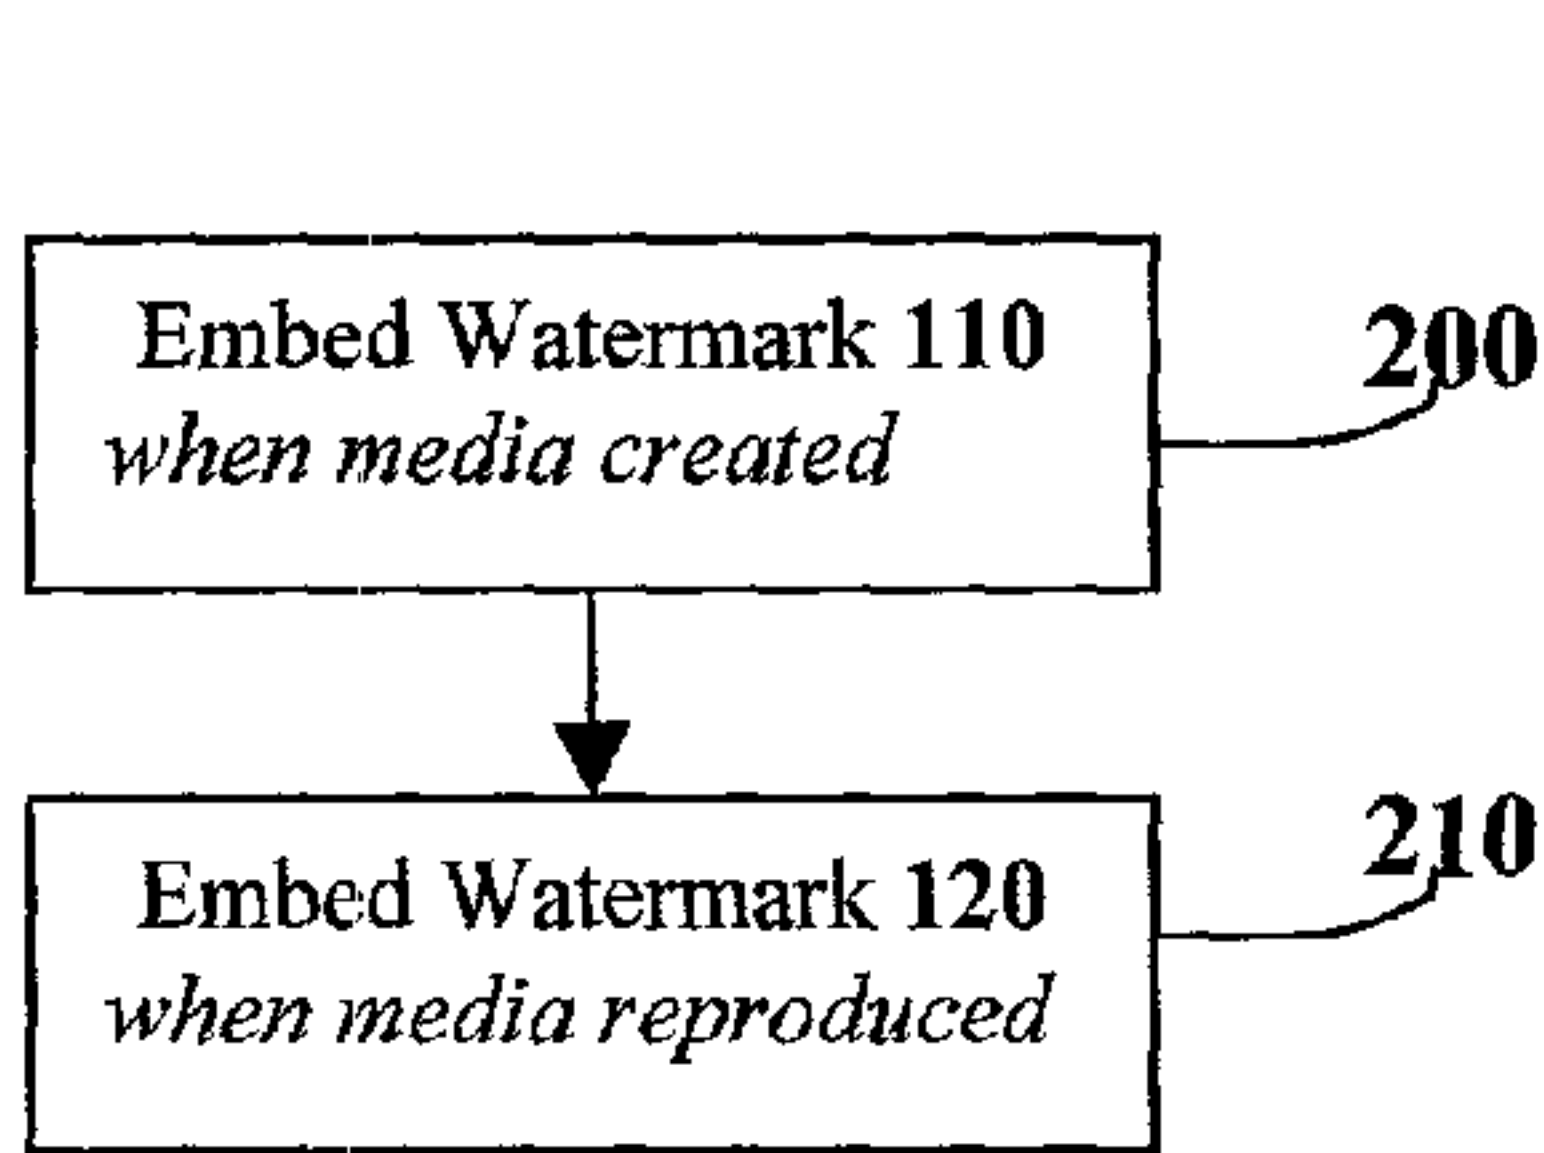 Embed Watermark 110
when media created
200
Embed Watermark 120
when media reproduced
210